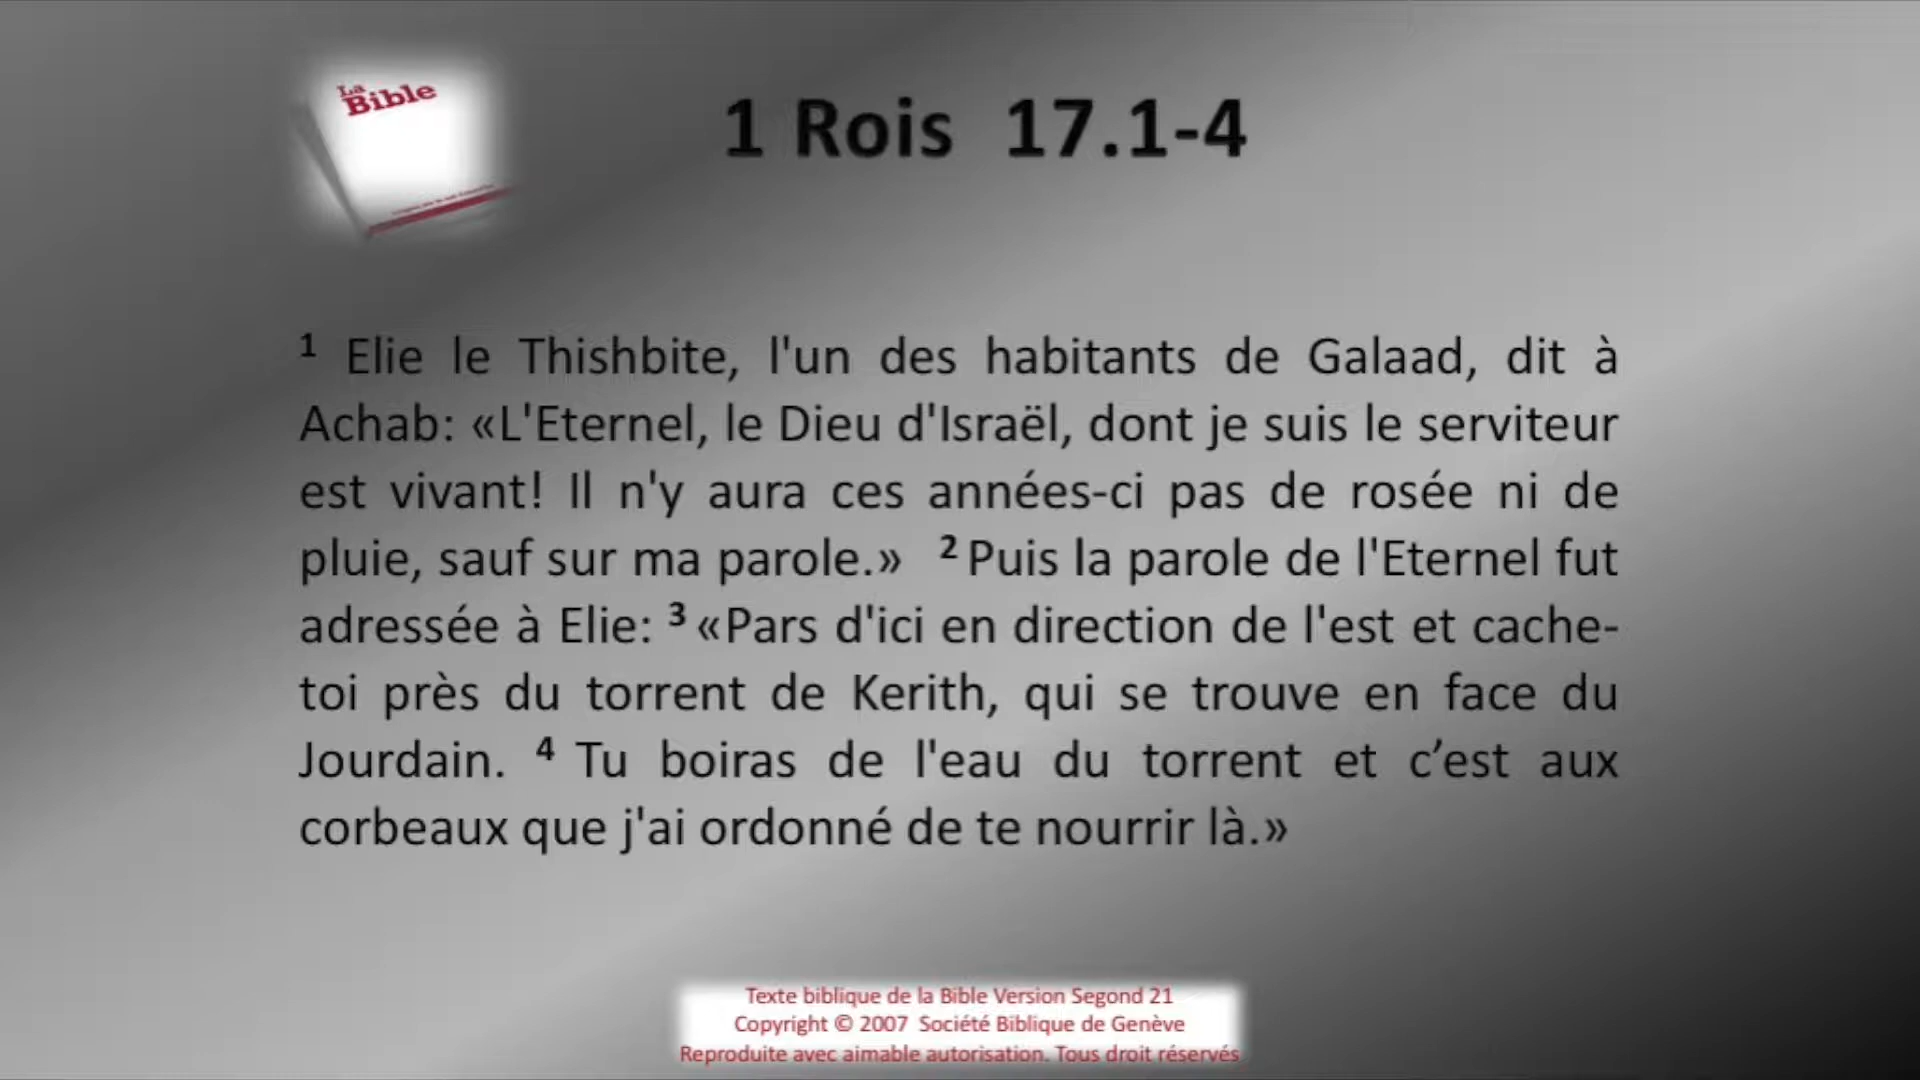 La
Bible
1 Rois 17.1-4
1 Elie le Thishbite, l'un des habitants de Galaad, dit à
Achab: «L'Eternel, le Dieu d'Israël, dont je suis le serviteur
est vivant! Il n'y aura ces années-ci pas de rosée ni de
pluie, sauf sur ma parole.» 2 Puis la parole de l'Eternel fut
adressée à Elie: 3 «Pars d'ici en direction de l'est et cache-
toi près du torrent de Kerith, qui se trouve en face du
Jourdain. 4 Tu boiras de l'eau du torrent et c’est aux
corbeaux que j'ai ordonné de te nourrir là.»
Texte biblique de la Bible Version Segond 21
Copyright © 2007 Société Biblique de Genève
Reproduite avec aimable autorisation. Tous droit réservés